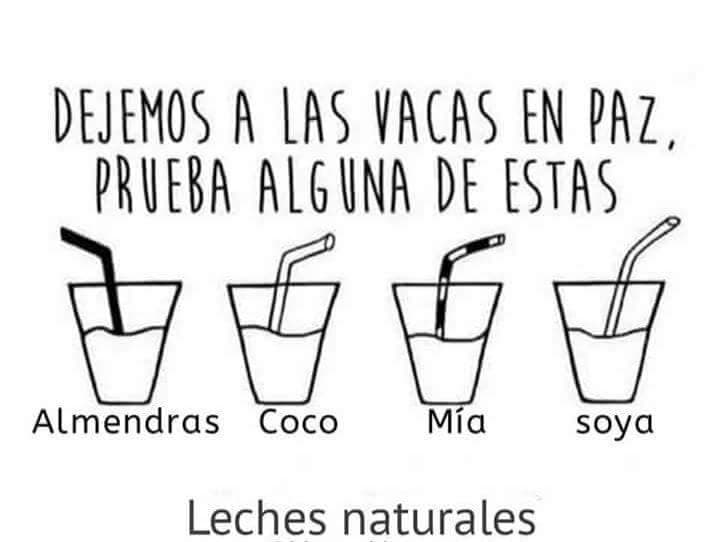 DEJEMOS A LAS VACAS EN PAZ,
PRUEBA ALGUNA DE ESTAS
Almendras Coco Mía soya
Leches naturales